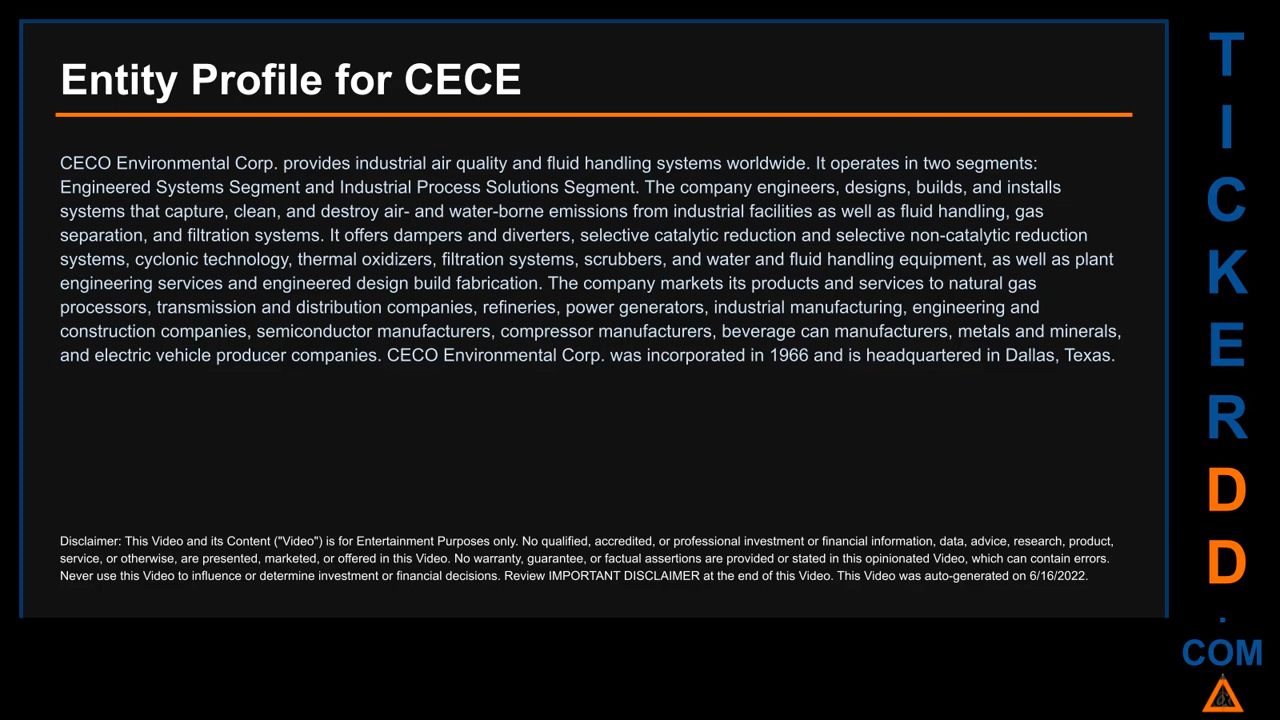 Entity Profile for CECE
CECO Environmental Corp. provides industrial air quality and fluid handling systems worldwide. It operates in two segments:
Engineered Systems Segment and Industrial Process Solutions Segment. The company engineers, designs, builds, and installs
systems that capture, clean, and destroy air- and water-borne emissions from industrial facilities as well as fluid handling, gas
separation, and filtration systems. It offers dampers and diverters, selective catalytic reduction and selective non-catalytic reduction
systems, cyclonic technology, thermal oxidizers, filtration systems, scrubbers, and water and fluid handling equipment, as well as plant
engineering services and engineered design build fabrication. The company markets its products and services to natural gas
processors, transmission and distribution companies, refineries, power generators, industrial manufacturing, engineering and
construction companies, semiconductor manufacturers, compressor manufacturers, beverage can manufacturers, metals and minerals,
and electric vehicle producer companies. CECO Environmental Corp. was incorporated in 1966 and is headquartered in Dallas, Texas.
Disclaimer: This Video and its Content ("Video") is for Entertainment Purposes only. No qualified, accredited, or professional investment or financial information, data, advice, research, product,
service, or otherwise, are presented, marketed, or offered in this Video. No warranty, guarantee, or factual assertions are provided or stated in this opinionated Video, which can contain errors.
Never use this Video to influence or determine investment or financial decisions. Review IMPORTANT DISCLAIMER at the end of this Video. This Video was auto-generated on 6/16/2022.
T
I
C
K
E
R
D
D
.
COM